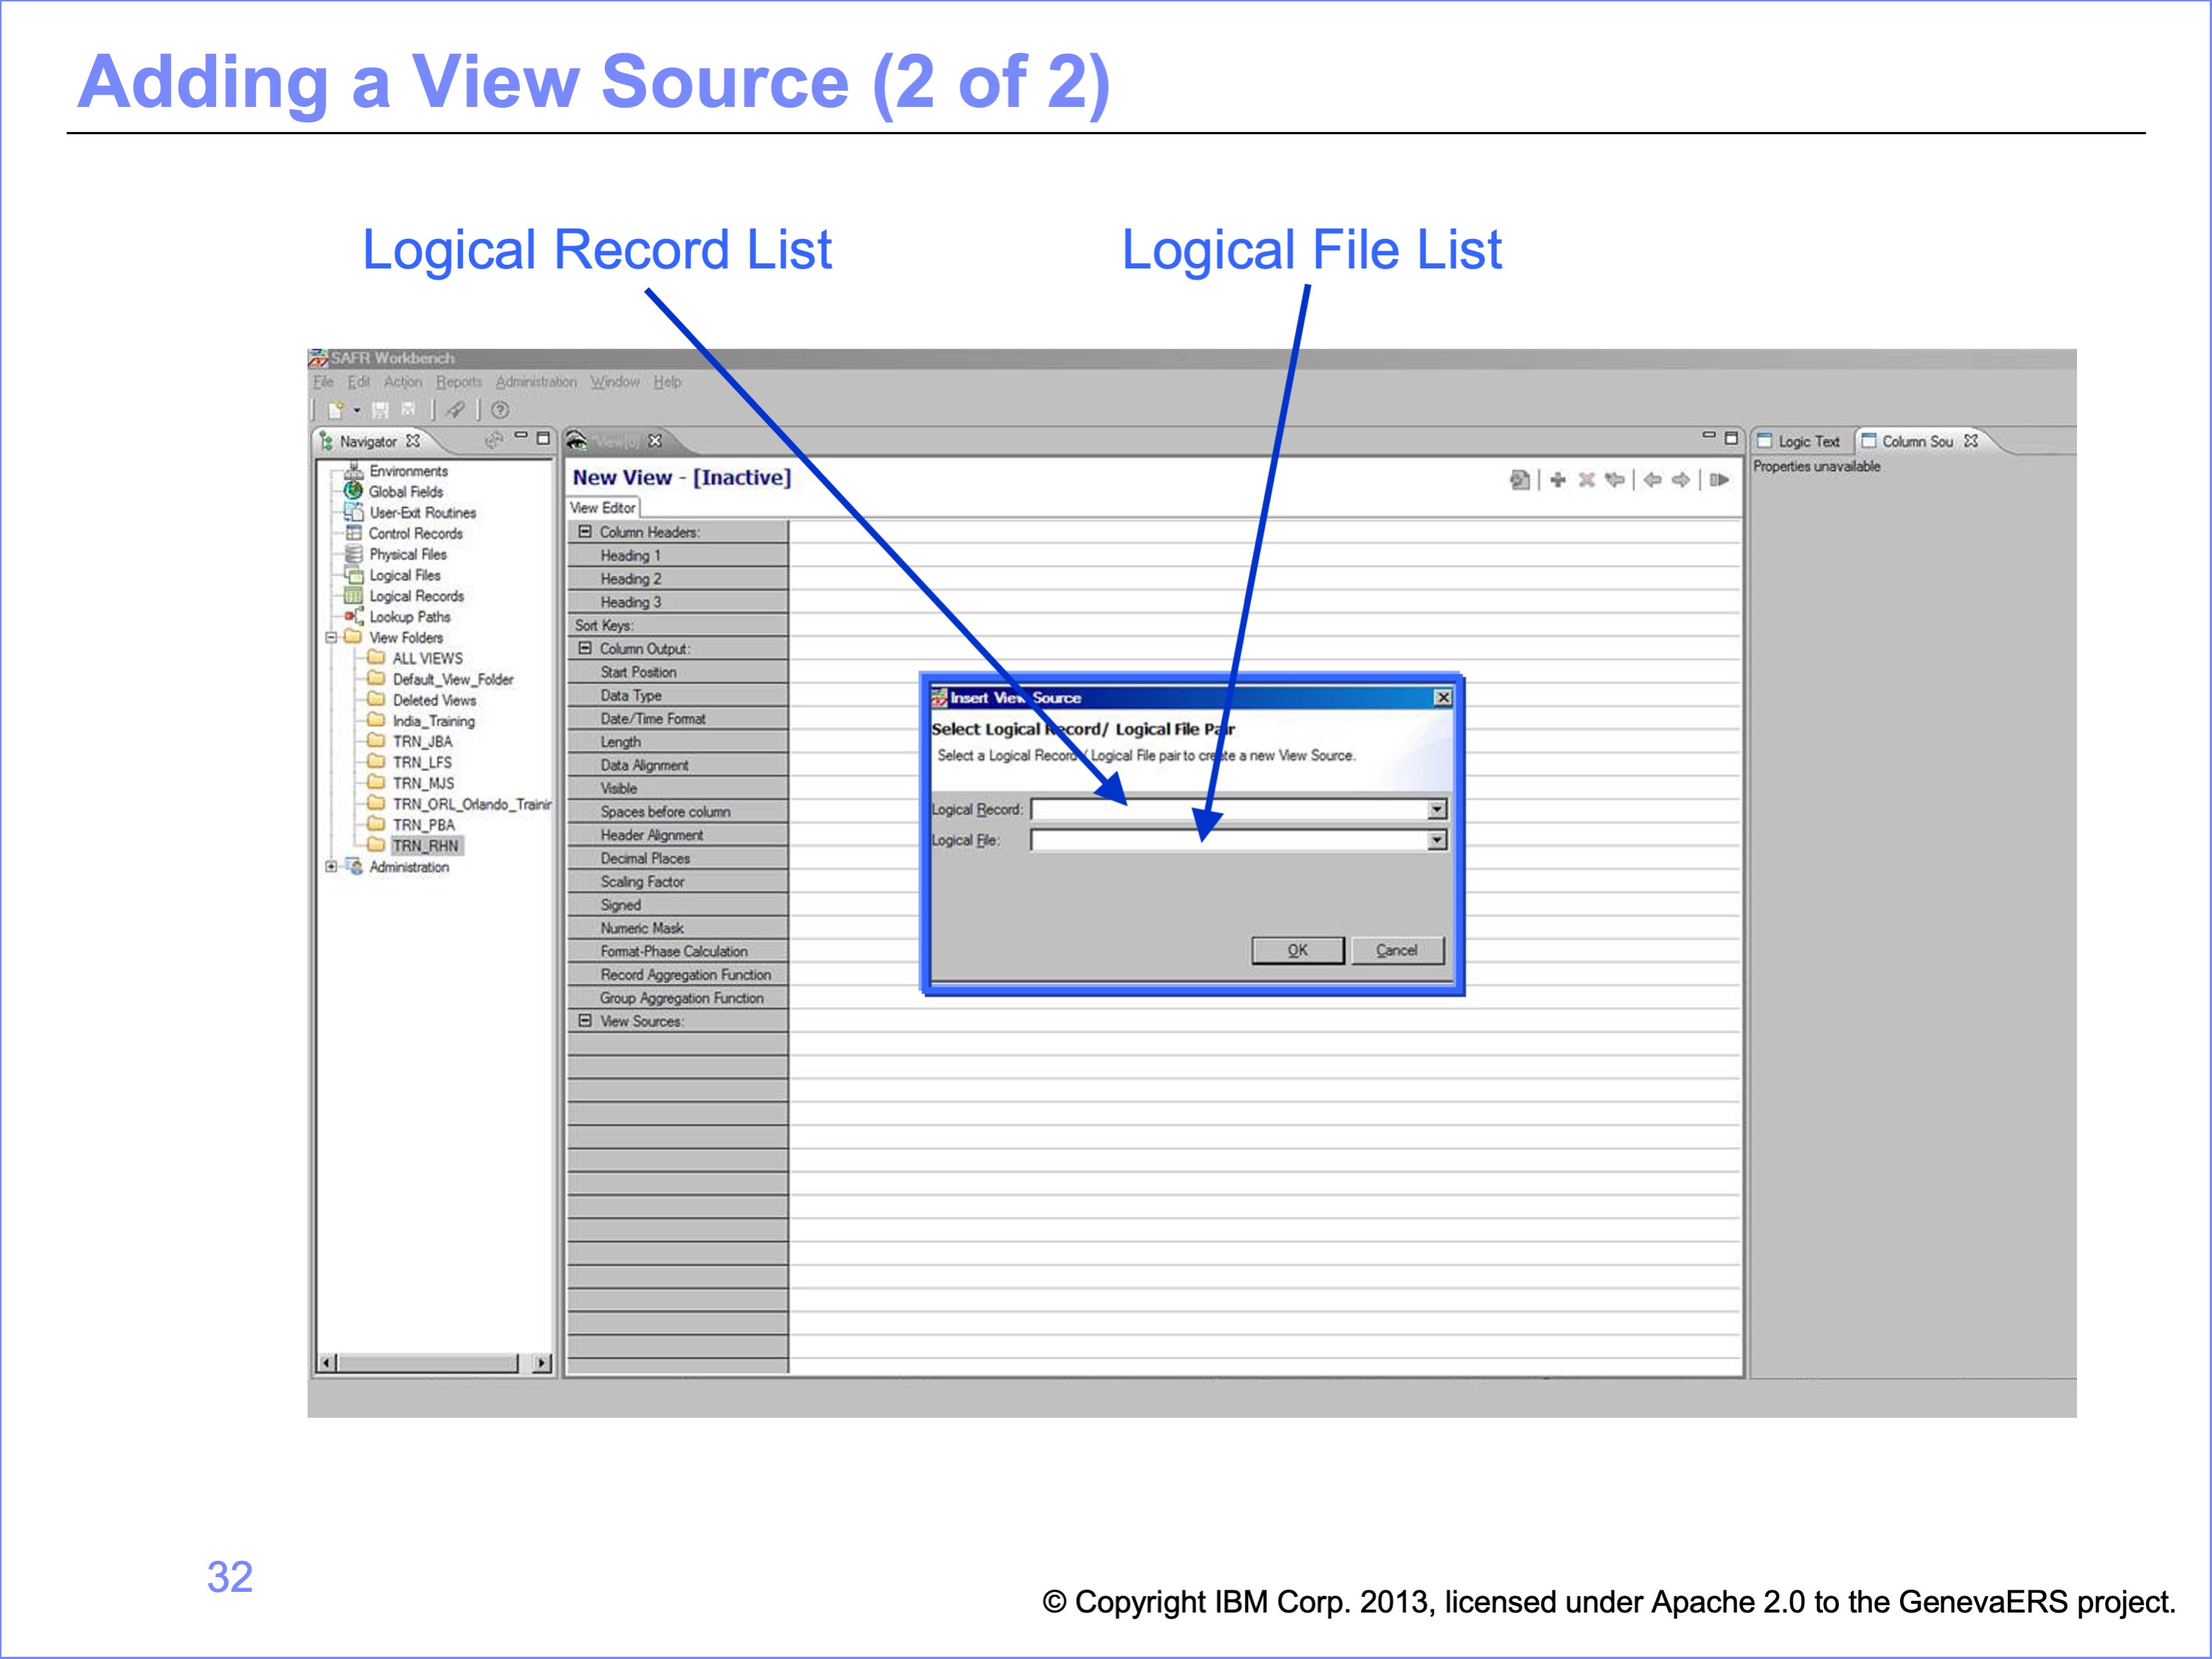 Adding a View Source (2 of 2)
Logical Record List
Logical File List
SAFR Workbench
File Edit Action Reports Administration Window Help
Navigator
*View[0]
Logic Text
Column Sou
Environments
Global Fields
User-Exit Routines
Control Records
Physical Files
Logical Files
Logical Records
Lookup Paths
View Folders
ALL VIEWS
Default_View_Folder
Deleted Views
India_Training
TRN_JBA
TRN_LFS
TRN_MJS
TRN_ORL_Orlando_Trainir
TRN_PBA
TRN_RHN
Administration
New View - [Inactive]
View Editor
Column Headers:
Heading 1
Heading 2
Heading 3
Sort Keys:
Column Output:
Start Position
Data Type
Date/Time Format
Length
Data Alignment
Visible
Spaces before column
Header Alignment
Decimal Places
Scaling Factor
Signed
Numeric Mask
Format-Phase Calculation
Record Aggregation Function
Group Aggregation Function
View Sources:
Insert View Source
Select Logical Record/ Logical File Pair
Select a Logical Record / Logical File pair to create a new View Source.
Logical Record:
Logical File:
OK
Cancel
Properties unavailable
32
© Copyright IBM Corp. 2013, licensed under Apache 2.0 to the GenevaERS project.